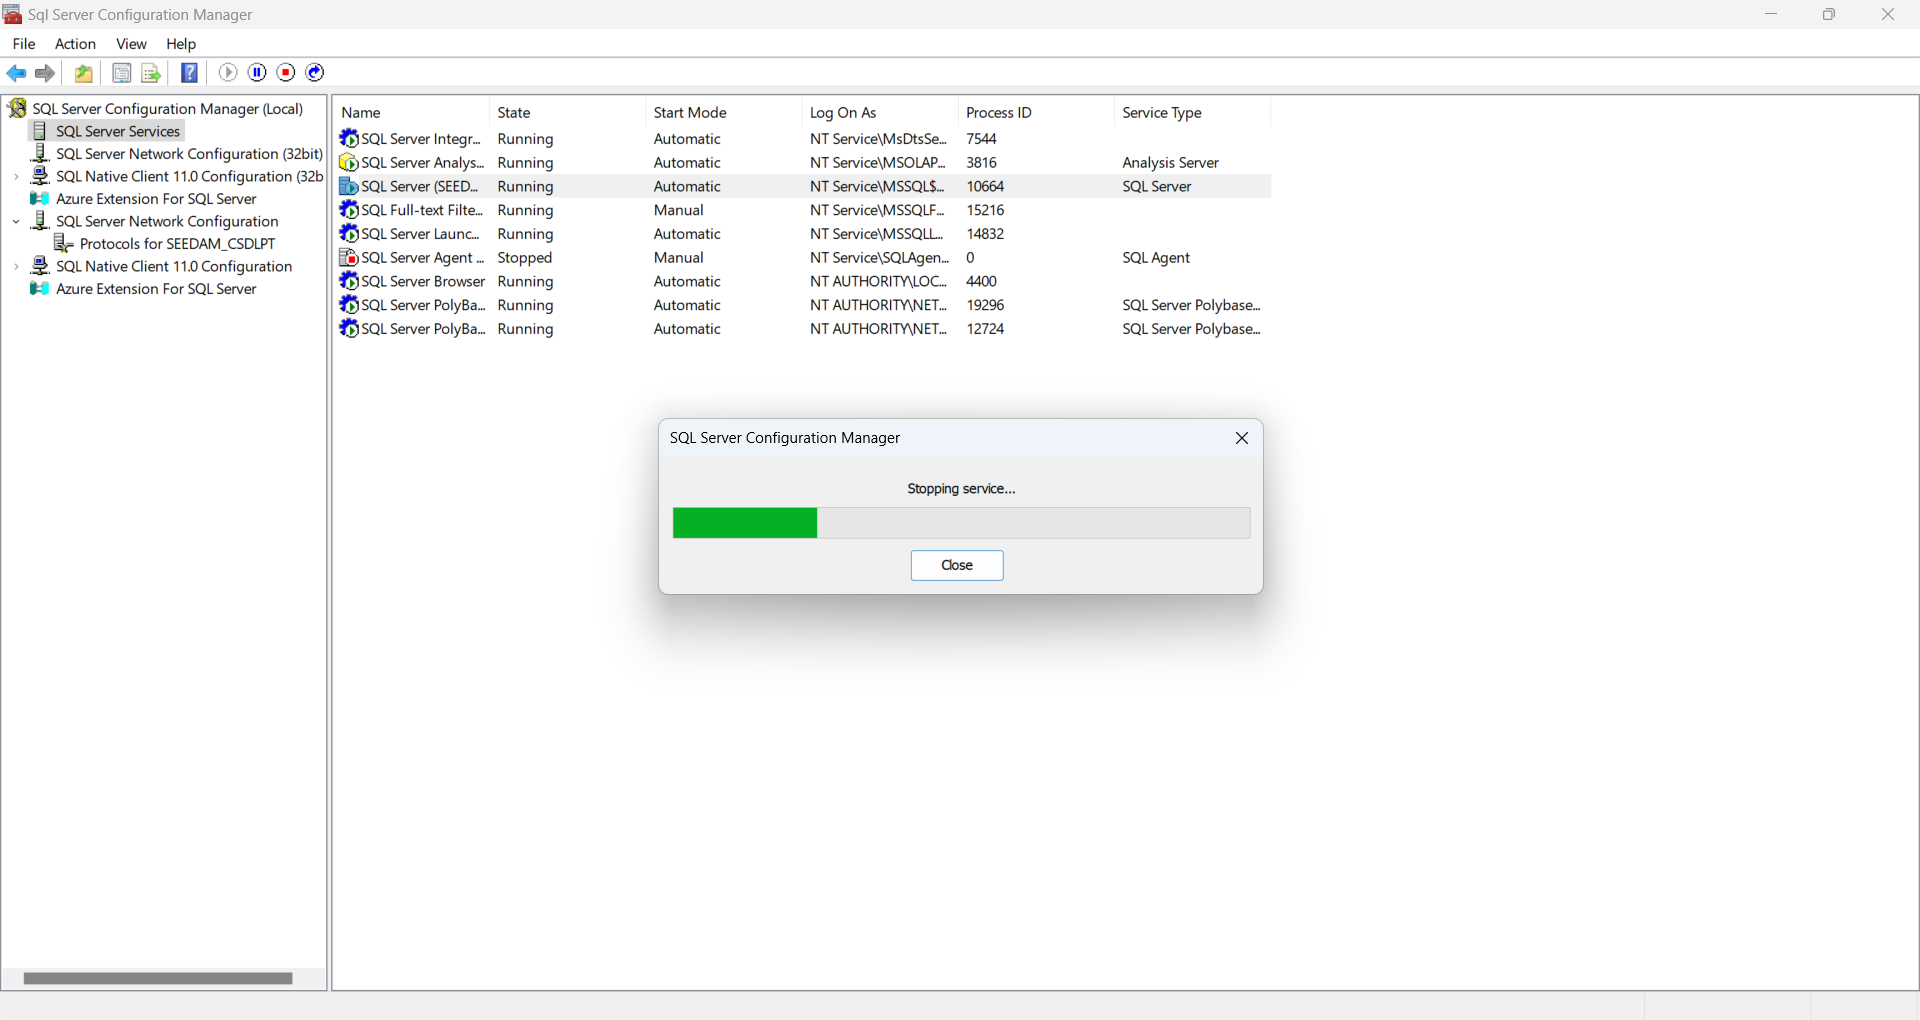 Sql Server Configuration Manager
File Action View Help
SQL Server Configuration Manager (Local)
SQL Server Services
SQL Server Network Configuration (32bit)
SQL Native Client 11.0 Configuration (32b
Azure Extension For SQL Server
SQL Server Network Configuration
Protocols for SEEDAM_CSDLPT
SQL Native Client 11.0 Configuration
Azure Extension For SQL Server
Name State Start Mode Log On As Process ID Service Type
SQL Server Integr... Running Automatic NT Service\MsDtsSe... 7544
SQL Server Analys... Running Automatic NT Service\MSOLAP... 3816 Analysis Server
SQL Server (SEED... Running Automatic NT Service\MSSQL$... 10664 SQL Server
SQL Full-text Filte... Running Manual NT Service\MSSQLF... 15216
SQL Server Launc... Running Automatic NT Service\MSSQLL... 14832
SQL Server Agent ... Stopped Manual NT Service\SQLAgen... 0 SQL Agent
SQL Server Browser Running Automatic NT AUTHORITY\LOC... 4400
SQL Server PolyBa... Running Automatic NT AUTHORITY\NET... 19296 SQL Server Polybase...
SQL Server PolyBa... Running Automatic NT AUTHORITY\NET... 12724 SQL Server Polybase...
SQL Server Configuration Manager
Stopping service...
Close